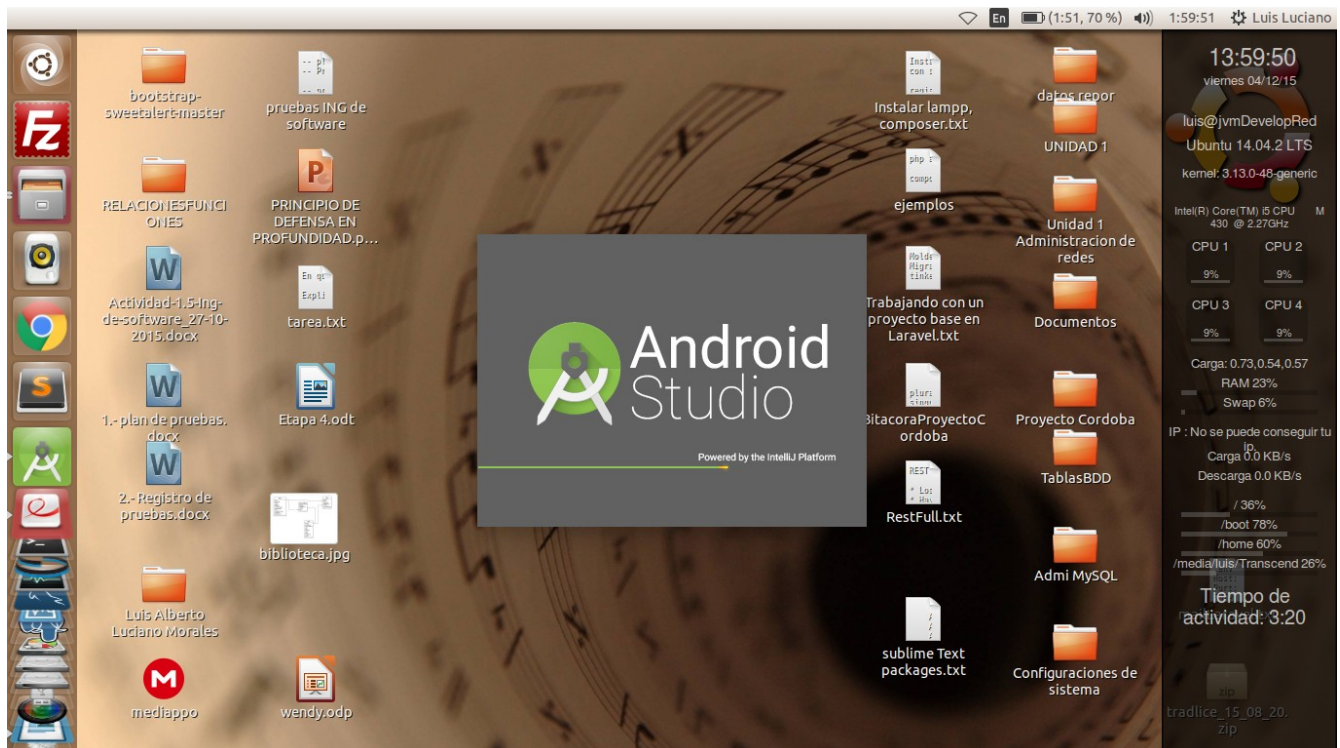 En (1:51, 70 %) 1:59:51 Luis Luciano
bootstrap-
sweetalert-master
RELACIONESFUNCI
ONES
Actividad-1.5-Ing-
de-software_27-10-
2015.docx
1.- plan de pruebas.
docx
2.- Registro de
pruebas.docx
Luis Alberto
Luciano Morales
mediappo
pruebas ING de
software
PRINCIPIO DE
DEFENSA EN
PROFUNDIDAD.p...
tarea.txt
Etapa 4.odt
biblioteca.jpg
wendy.odp
Android
Studio
Powered by the IntelliJ Platform
Instalar lampp,
composer.txt
ejemplos
Trabajando con un
proyecto base en
Laravel.txt
BitacoraProyectoC
ordoba
RestFull.txt
sublime Text
packages.txt
datos repor
UNIDAD 1
Unidad 1
Administracion de
redes
Documentos
Proyecto Cordoba
TablasBDD
Admi MySQL
Configuraciones de
sistema
13:59:50
viernes 04/12/15
luis@jvmDevelopRed
Ubuntu 14.04.2 LTS
kernel: 3.13.0-48-generic
Intel(R) Core(TM) i5 CPU M
430 @ 2.27GHz
CPU 1 CPU 2
9% 9%
CPU 3 CPU 4
9% 9%
Carga: 0.73,0.54,0.57
RAM 23%
Swap 6%
IP : No se puede conseguir tu
ip.
Carga 0.0 KB/s
Descarga 0.0 KB/s
/ 36%
/boot 78%
/home 60%
/media/luis/Transcend 26%
Tiempo de
actividad: 3:20
zip
tradlice_15_08_20.
zip